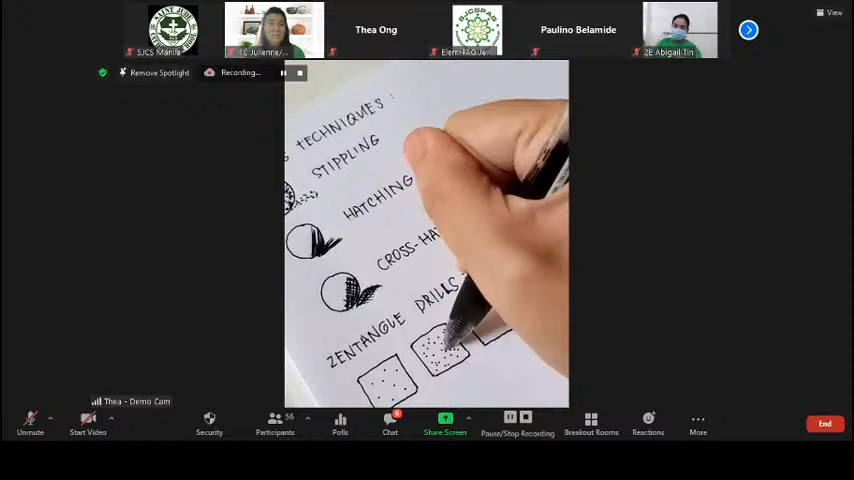 View
SJCS Manila
1C Julienne/...
Thea Ong
Paulino Belamide
2E Abigail Tin
Remove Spotlight
Recording...
TECHNIQUES :
STIPPLING
HATCHING
CROSS-HA
ZENTANGLE DRILLS
Thea - Demo Cam
56
6
Unmute
Start Video
Security
Participants
Polls
Chat
Share Screen
Pause/Stop Recording
Breakout Rooms
Reactions
More
End